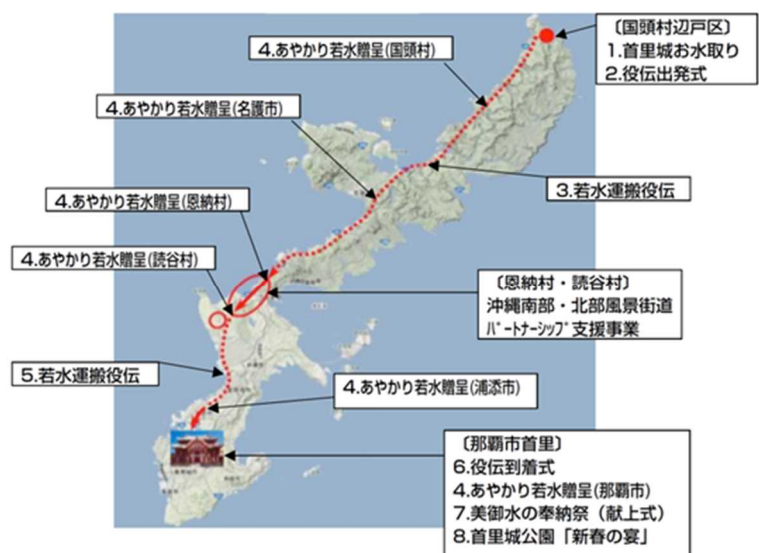 〔国頭村辺戸区〕
1.首里城お水取り
2.役伝出発式
4.あやかり若水贈呈(国頭村)
4.あやかり若水贈呈(名護市)
3.若水運搬役伝
4.あやかり若水贈呈(恩納村)
4.あやかり若水贈呈(読谷村)
〔恩納村・読谷村〕
沖縄南部・北部風景街道
ﾊﾟｰﾄﾅｰｼｯﾌﾟ支援事業
5.若水運搬役伝
4.あやかり若水贈呈(浦添市)
〔那覇市首里〕
6.役伝到着式
4.あやかり若水贈呈(那覇市)
7.美御水の奉納祭（献上式）
8.首里城公園「新春の宴」